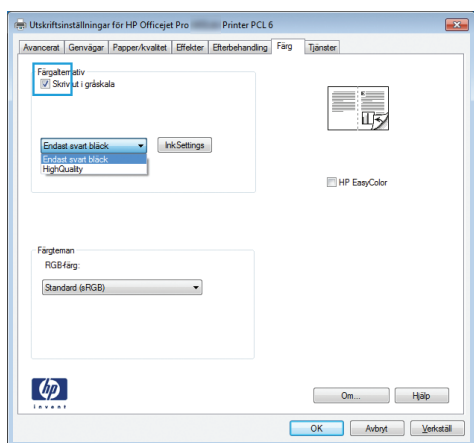 Utskriftsinställningar för HP Officejet Pro Printer PCL 6
Avancerat Genvägar Papper/kvalitet Effekter Efterbehandling Färg Tjänster
Färgalternativ
Skriv ut i gråskala
Endast svart bläck InkSettings
Endast svart bläck
HighQuality
HP EasyColor
Färgteman
RGB-färg:
Standard (sRGB)
hp
invent
Om... Hjälp
OK Avbryt Verkställ